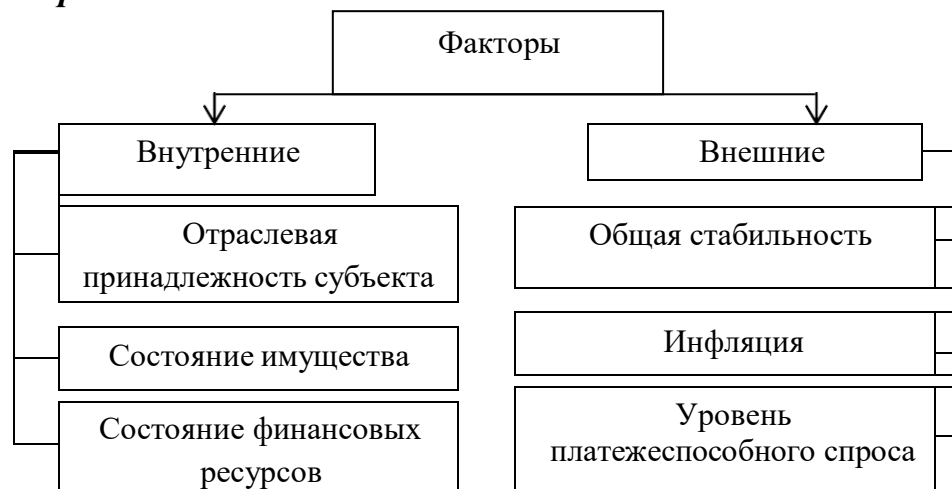 Факторы
Внутренние
Внешние
Отраслевая
принадлежность субъекта
Общая стабильность
Состояние имущества
Инфляция
Состояние финансовых
ресурсов
Уровень
платежеспособного спроса